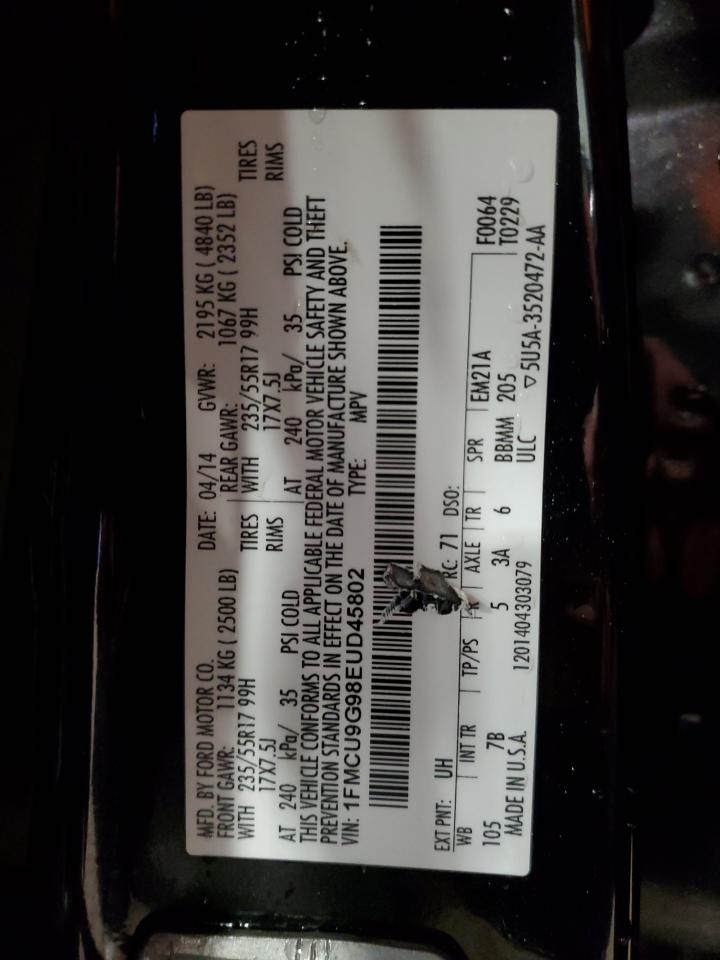 MFD. BY FORD MOTOR CO. DATE: 04/14 GVWR: 2195 KG ( 4840 LB)
FRONT GAWR: 1134 KG ( 2500 LB) REAR GAWR: 1067 KG ( 2352 LB)
WITH 235/55R17 99H TIRES WITH 235/55R17 99H TIRES
17X7.5J RIMS 17X7.5J RIMS
AT 240 kPa/ 35 PSI COLD AT 240 kPa/ 35 PSI COLD
THIS VEHICLE CONFORMS TO ALL APPLICABLE FEDERAL MOTOR VEHICLE SAFETY AND THEFT
PREVENTION STANDARDS IN EFFECT ON THE DATE OF MANUFACTURE SHOWN ABOVE.
VIN: 1FMCU9G98EUD45802 TYPE: MPV
EXT PNT: UH RC: 71 DSO:
WB INT TR TP/PS R AXLE TR SPR EM21A F0064
105 7B 5 3A 6 BBMM 205 T0229
MADE IN U.S.A. 1201404303079 ULC ▽5U5A-3520472-AA